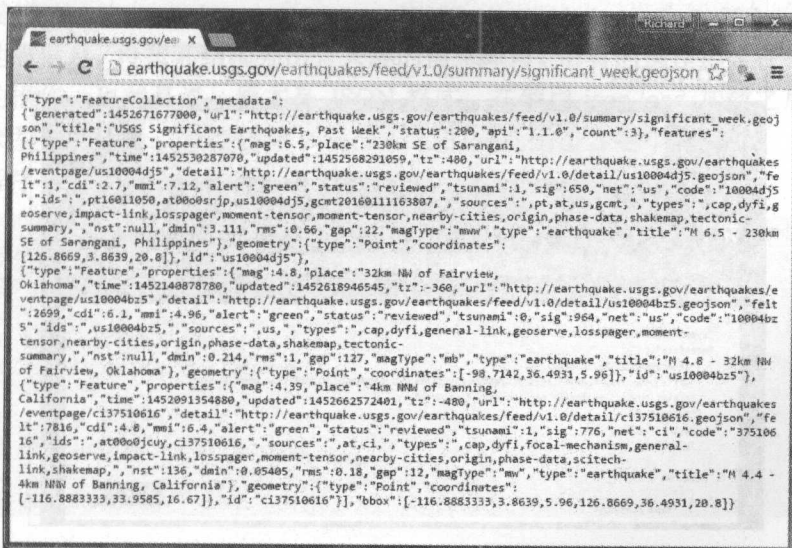 Richard
earthquake.usgs.gov/ear
earthquake.usgs.gov/earthquakes/feed/v1.0/summary/significant_week.geojson
{"type":"FeatureCollection","metadata":
{"generated":1452671677000,"url":"http://earthquake.usgs.gov/earthquakes/feed/v1.0/summary/significant_week.geoj
son","title":"USGS Significant Earthquakes, Past Week","status":200,"api":"1.1.0","count":3},"features":
[{"type":"Feature","properties":{"mag":6.5,"place":"230km SE of Sarangani,
Philippines","time":1452530287070,"updated":1452568291059,"tz":480,"url":"http://earthquake.usgs.gov/earthquakes
/eventpage/us10004dj5","detail":"http://earthquake.usgs.gov/earthquakes/feed/v1.0/detail/us10004dj5.geojson","fe
lt":1,"cdi":2.7,"mmi":7.12,"alert":"green","status":"reviewed","tsunami":1,"sig":650,"net":"us","code":"10004dj5
","ids":",pt16011050,at00o0srjp,us10004dj5,gcmt20160111163807,","sources":",pt,at,us,gcmt,","types":",cap,dyfi,g
eoserve,impact-link,losspager,moment-tensor,moment-tensor,nearby-cities,origin,phase-data,shakemap,tectonic-
summary,","nst":null,"dmin":3.111,"rms":0.66,"gap":22,"magType":"mww","type":"earthquake","title":"M 6.5 - 230km
SE of Sarangani, Philippines"},"geometry":{"type":"Point","coordinates":
[126.8669,3.8639,20.8]},"id":"us10004dj5"},
{"type":"Feature","properties":{"mag":4.8,"place":"32km NW of Fairview,
Oklahoma","time":1452140878780,"updated":1452618946545,"tz":-360,"url":"http://earthquake.usgs.gov/earthquakes/e
ventpage/us10004bz5","detail":"http://earthquake.usgs.gov/earthquakes/feed/v1.0/detail/us10004bz5.geojson","felt
":2699,"cdi":6.1,"mmi":4.96,"alert":"green","status":"reviewed","tsunami":0,"sig":964,"net":"us","code":"10004bz
5","ids":",us10004bz5,","sources":",us,","types":",cap,dyfi,general-link,geoserve,losspager,moment-
tensor,nearby-cities,origin,phase-data,shakemap,tectonic-
summary,","nst":null,"dmin":0.214,"rms":1,"gap":127,"magType":"mb","type":"earthquake","title":"M 4.8 - 32km NW
of Fairview, Oklahoma"},"geometry":{"type":"Point","coordinates":[-98.7142,36.4931,5.96]},"id":"us10004bz5"},
{"type":"Feature","properties":{"mag":4.39,"place":"4km NNW of Banning,
California","time":1452091354880,"updated":1452662572401,"tz":-480,"url":"http://earthquake.usgs.gov/earthquakes
/eventpage/ci37510616","detail":"http://earthquake.usgs.gov/earthquakes/feed/v1.0/detail/ci37510616.geojson","fe
lt":7816,"cdi":4.8,"mmi":6.4,"alert":"green","status":"reviewed","tsunami":1,"sig":776,"net":"ci","code":"375106
16","ids":",at00o0jcuy,ci37510616,","sources":",at,ci,","types":",cap,dyfi,focal-mechanism,general-
link,geoserve,impact-link,losspager,moment-tensor,nearby-cities,origin,phase-data,scitech-
link,shakemap,","nst":136,"dmin":0.05405,"rms":0.18,"gap":12,"magType":"mw","type":"earthquake","title":"M 4.4 -
4km NNW of Banning, California"},"geometry":{"type":"Point","coordinates":
[-116.8883333,33.9585,16.67]},"id":"ci37510616"}],"bbox":[-116.8883333,3.8639,5.96,126.8669,36.4931,20.8]}